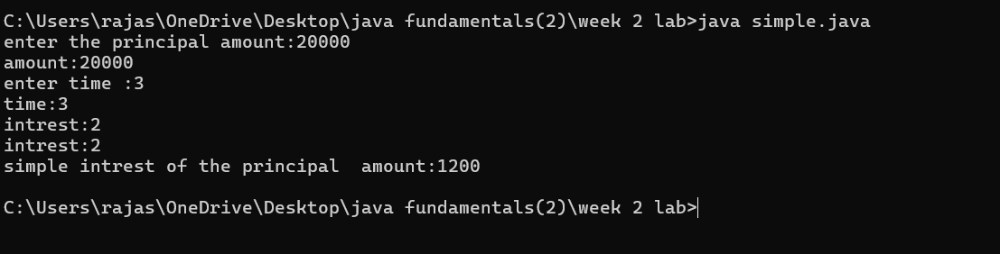 C:\Users\rajas\OneDrive\Desktop\java fundamentals(2)\week 2 lab>java simple.java
enter the principal amount:20000
amount:20000
enter time :3
time:3
intrest:2
intrest:2
simple intrest of the principal  amount:1200
C:\Users\rajas\OneDrive\Desktop\java fundamentals(2)\week 2 lab>